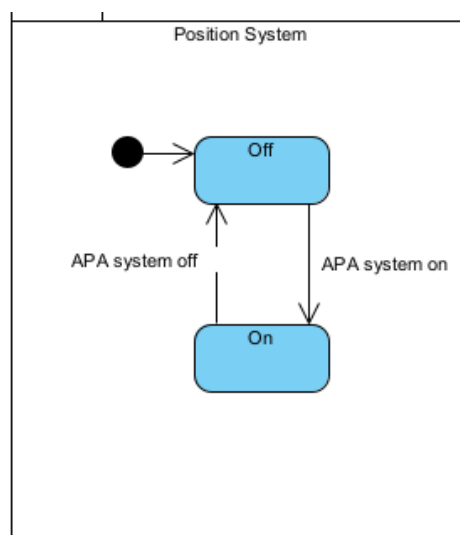 Position System
Off
APA system off
APA system on
On